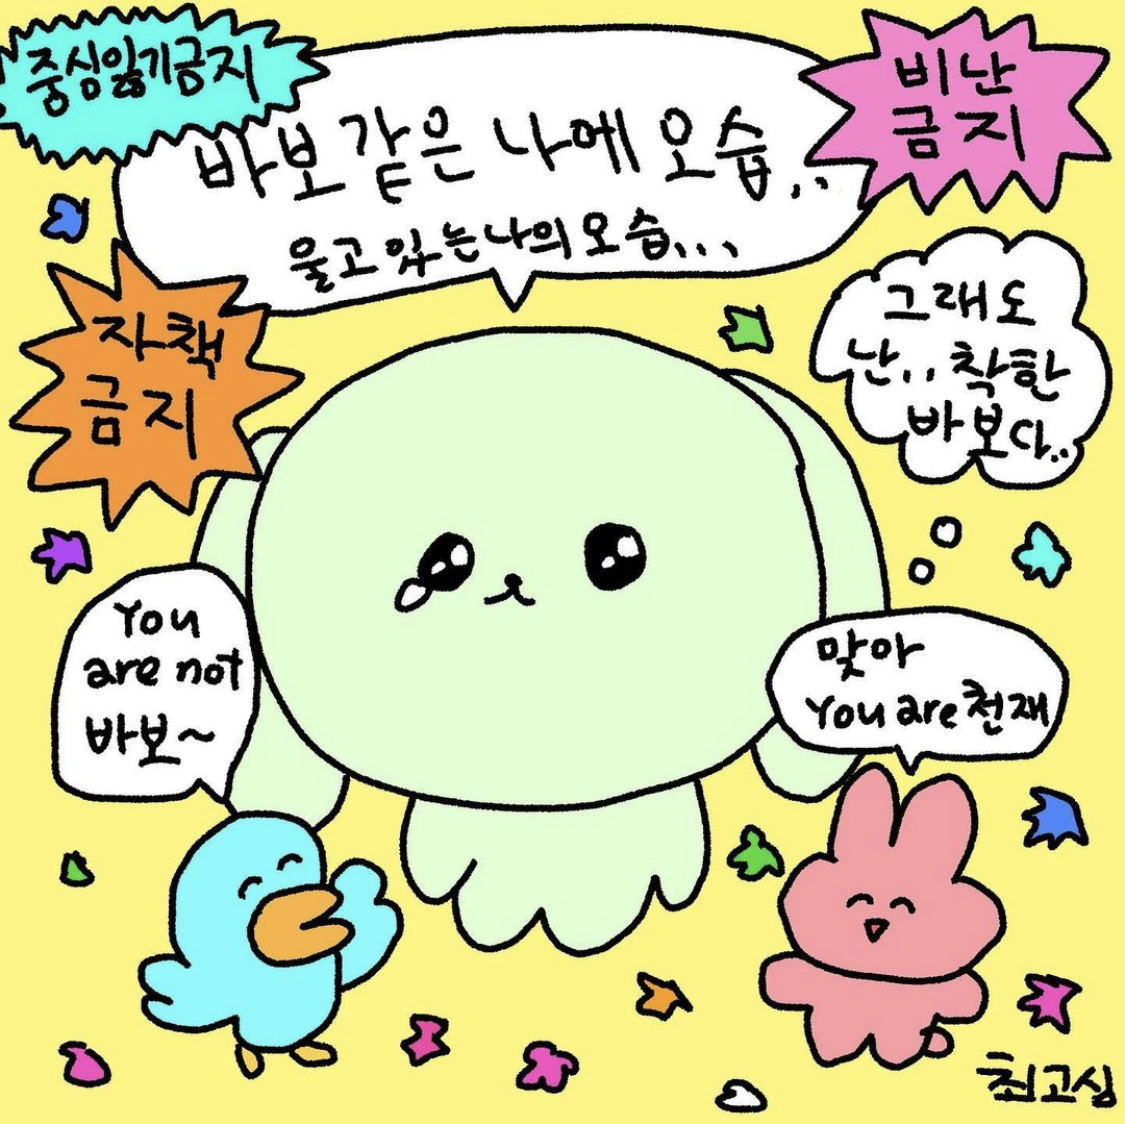 중심잃기금지
비난
금지
바보 같은 나에 오습..
울고 있는 나의 오습...
자책
금지
그래도
난.. 착한
바보다..
You
are not
바보~
맞아
You are 천재
최고심